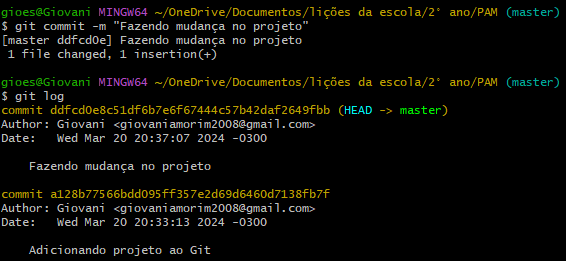 gioes@Giovani MINGW64 ~/OneDrive/Documentos/lições da escola/2° ano/PAM (master)
$ git commit -m "Fazendo mudança no projeto"
[master ddfcd0e] Fazendo mudança no projeto
 1 file changed, 1 insertion(+)

gioes@Giovani MINGW64 ~/OneDrive/Documentos/lições da escola/2° ano/PAM (master)
$ git log
commit ddfcd0e8c51df6b7e6f67444c57b42daf2649fbb (HEAD -> master)
Author: Giovani <giovaniamorim2008@gmail.com>
Date:   Wed Mar 20 20:37:07 2024 -0300

    Fazendo mudança no projeto

commit a128b77566bdd095ff357e2d69d6460d7138fb7f
Author: Giovani <giovaniamorim2008@gmail.com>
Date:   Wed Mar 20 20:33:13 2024 -0300

    Adicionando projeto ao Git